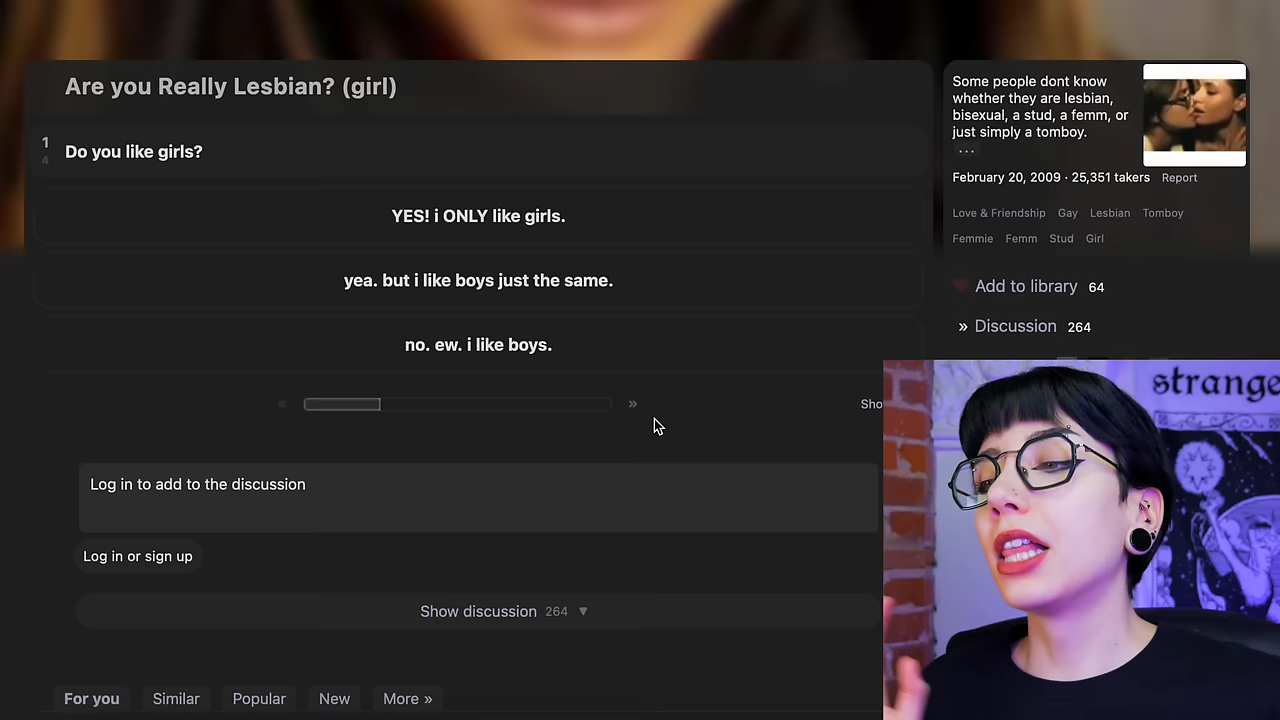 Are you Really Lesbian? (girl)
1
4
Do you like girls?
YES! i ONLY like girls.
yea. but i like boys just the same.
no. ew. i like boys.
« »
Sho
Log in to add to the discussion
Log in or sign up
Show discussion 264 ▼
For you Similar Popular New More »
Some people dont know
whether they are lesbian,
bisexual, a stud, a femm, or
just simply a tomboy.
...
February 20, 2009 · 25,351 takers Report
Love & Friendship Gay Lesbian Tomboy
Femmie Femm Stud Girl
Add to library 64
» Discussion 264
strange